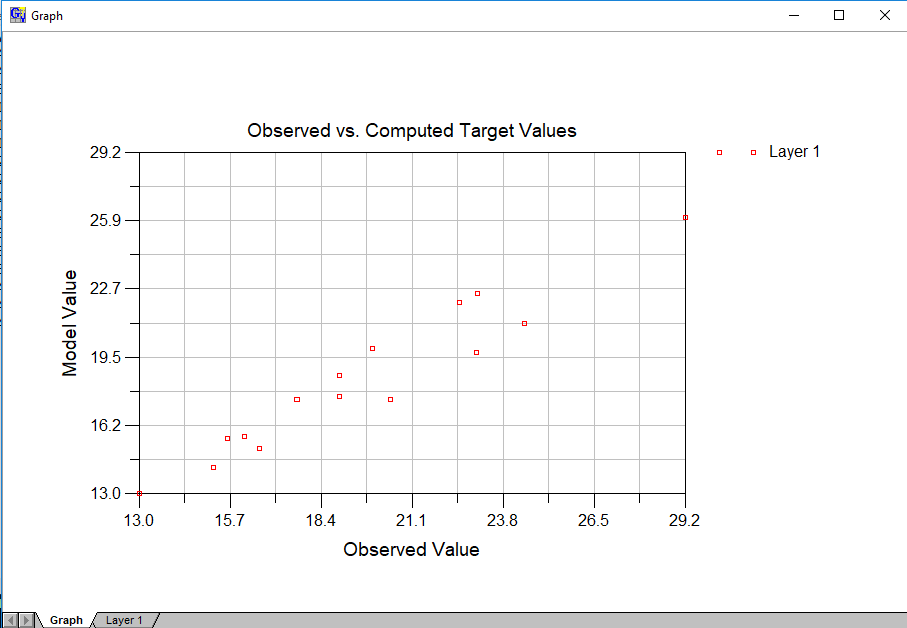 Graph
Observed vs. Computed Target Values
Layer 1
29.2
25.9
22.7
19.5
16.2
13.0
Model Value
13.0 15.7 18.4 21.1 23.8 26.5 29.2
Observed Value
Graph Layer 1